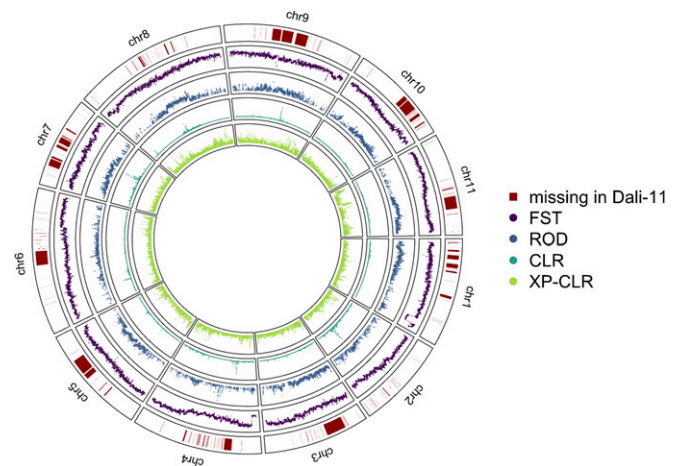 chr9
chr8
chr10
chr7
chr11
chr6
chr1
chr5
chr2
chr4
chr3
missing in Dali-11
FST
ROD
CLR
XP-CLR